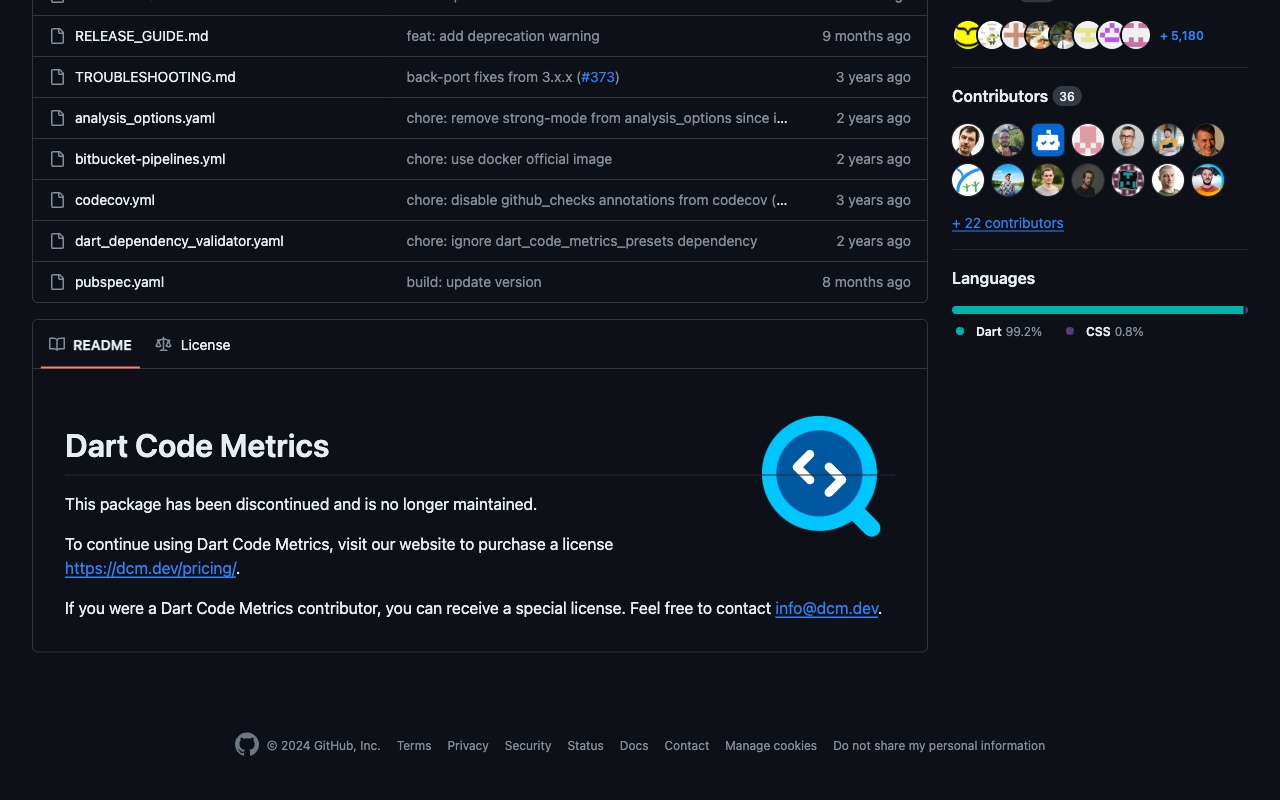 RELEASE_GUIDE.md feat: add deprecation warning 9 months ago
TROUBLESHOOTING.md back-port fixes from 3.x.x (#373) 3 years ago
analysis_options.yaml chore: remove strong-mode from analysis_options since i... 2 years ago
bitbucket-pipelines.yml chore: use docker official image 2 years ago
codecov.yml chore: disable github_checks annotations from codecov (... 3 years ago
dart_dependency_validator.yaml chore: ignore dart_code_metrics_presets dependency 2 years ago
pubspec.yaml build: update version 8 months ago
README License
Dart Code Metrics
This package has been discontinued and is no longer maintained.
To continue using Dart Code Metrics, visit our website to purchase a license
https://dcm.dev/pricing/.
If you were a Dart Code Metrics contributor, you can receive a special license. Feel free to contact info@dcm.dev.
+ 5,180
Contributors 36
+ 22 contributors
Languages
Dart 99.2% CSS 0.8%
© 2024 GitHub, Inc. Terms Privacy Security Status Docs Contact Manage cookies Do not share my personal information